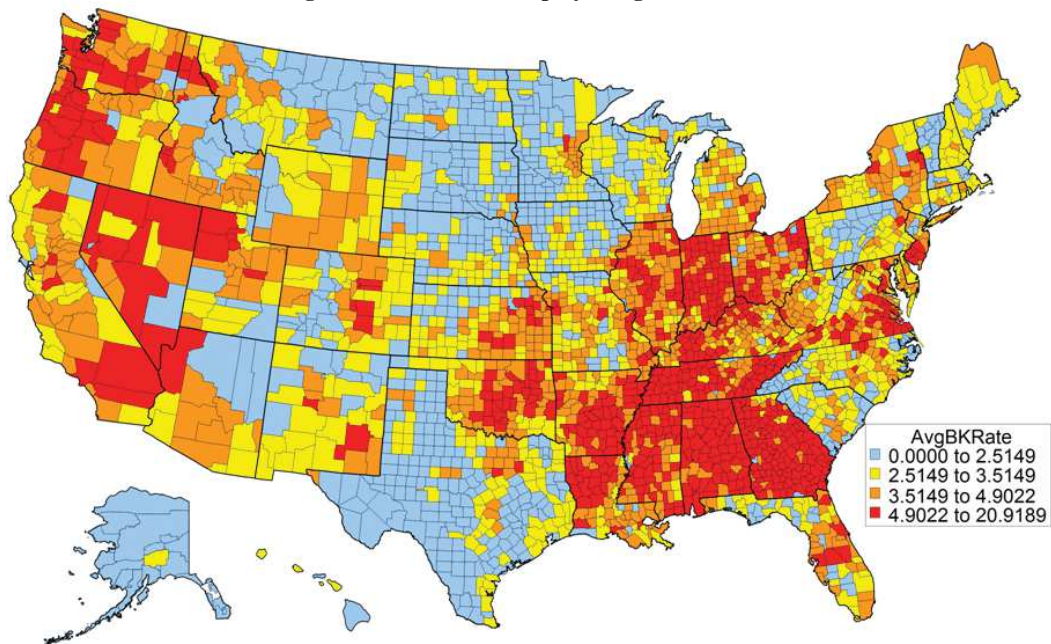 AvgBKRate
0.0000 to 2.5149
2.5149 to 3.5149
3.5149 to 4.9022
4.9022 to 20.9189